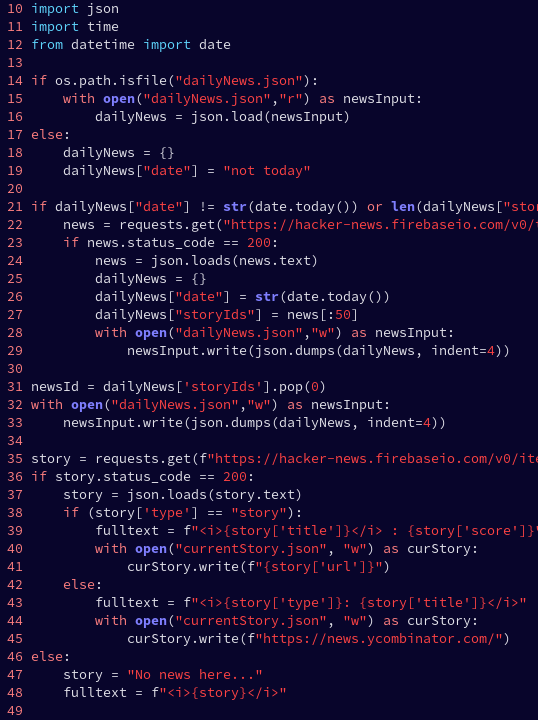 10 import json
11 import time
12 from datetime import date
13
14 if os.path.isfile("dailyNews.json"):
15     with open("dailyNews.json","r") as newsInput:
16         dailyNews = json.load(newsInput)
17 else:
18     dailyNews = {}
19     dailyNews["date"] = "not today"
20
21 if dailyNews["date"] != str(date.today()) or len(dailyNews["sto
22     news = requests.get("https://hacker-news.firebaseio.com/v0/t
23     if news.status_code == 200:
24         news = json.loads(news.text)
25         dailyNews = {}
26         dailyNews["date"] = str(date.today())
27         dailyNews["storyIds"] = news[:50]
28         with open("dailyNews.json","w") as newsInput:
29             newsInput.write(json.dumps(dailyNews, indent=4))
30
31 newsId = dailyNews['storyIds'].pop(0)
32 with open("dailyNews.json","w") as newsInput:
33     newsInput.write(json.dumps(dailyNews, indent=4))
34
35 story = requests.get(f"https://hacker-news.firebaseio.com/v0/ite
36 if story.status_code == 200:
37     story = json.loads(story.text)
38     if (story['type'] == "story"):
39         fulltext = f"<i>{story['title']}</i> : {story['score']}"
40         with open("currentStory.json", "w") as curStory:
41             curStory.write(f"{story['url']}")
42     else:
43         fulltext = f"<i>{story['type']}: {story['title']}</i>"
44         with open("currentStory.json", "w") as curStory:
45             curStory.write(f"https://news.ycombinator.com/")
46 else:
47     story = "No news here..."
48     fulltext = f"<i>{story}</i>"
49